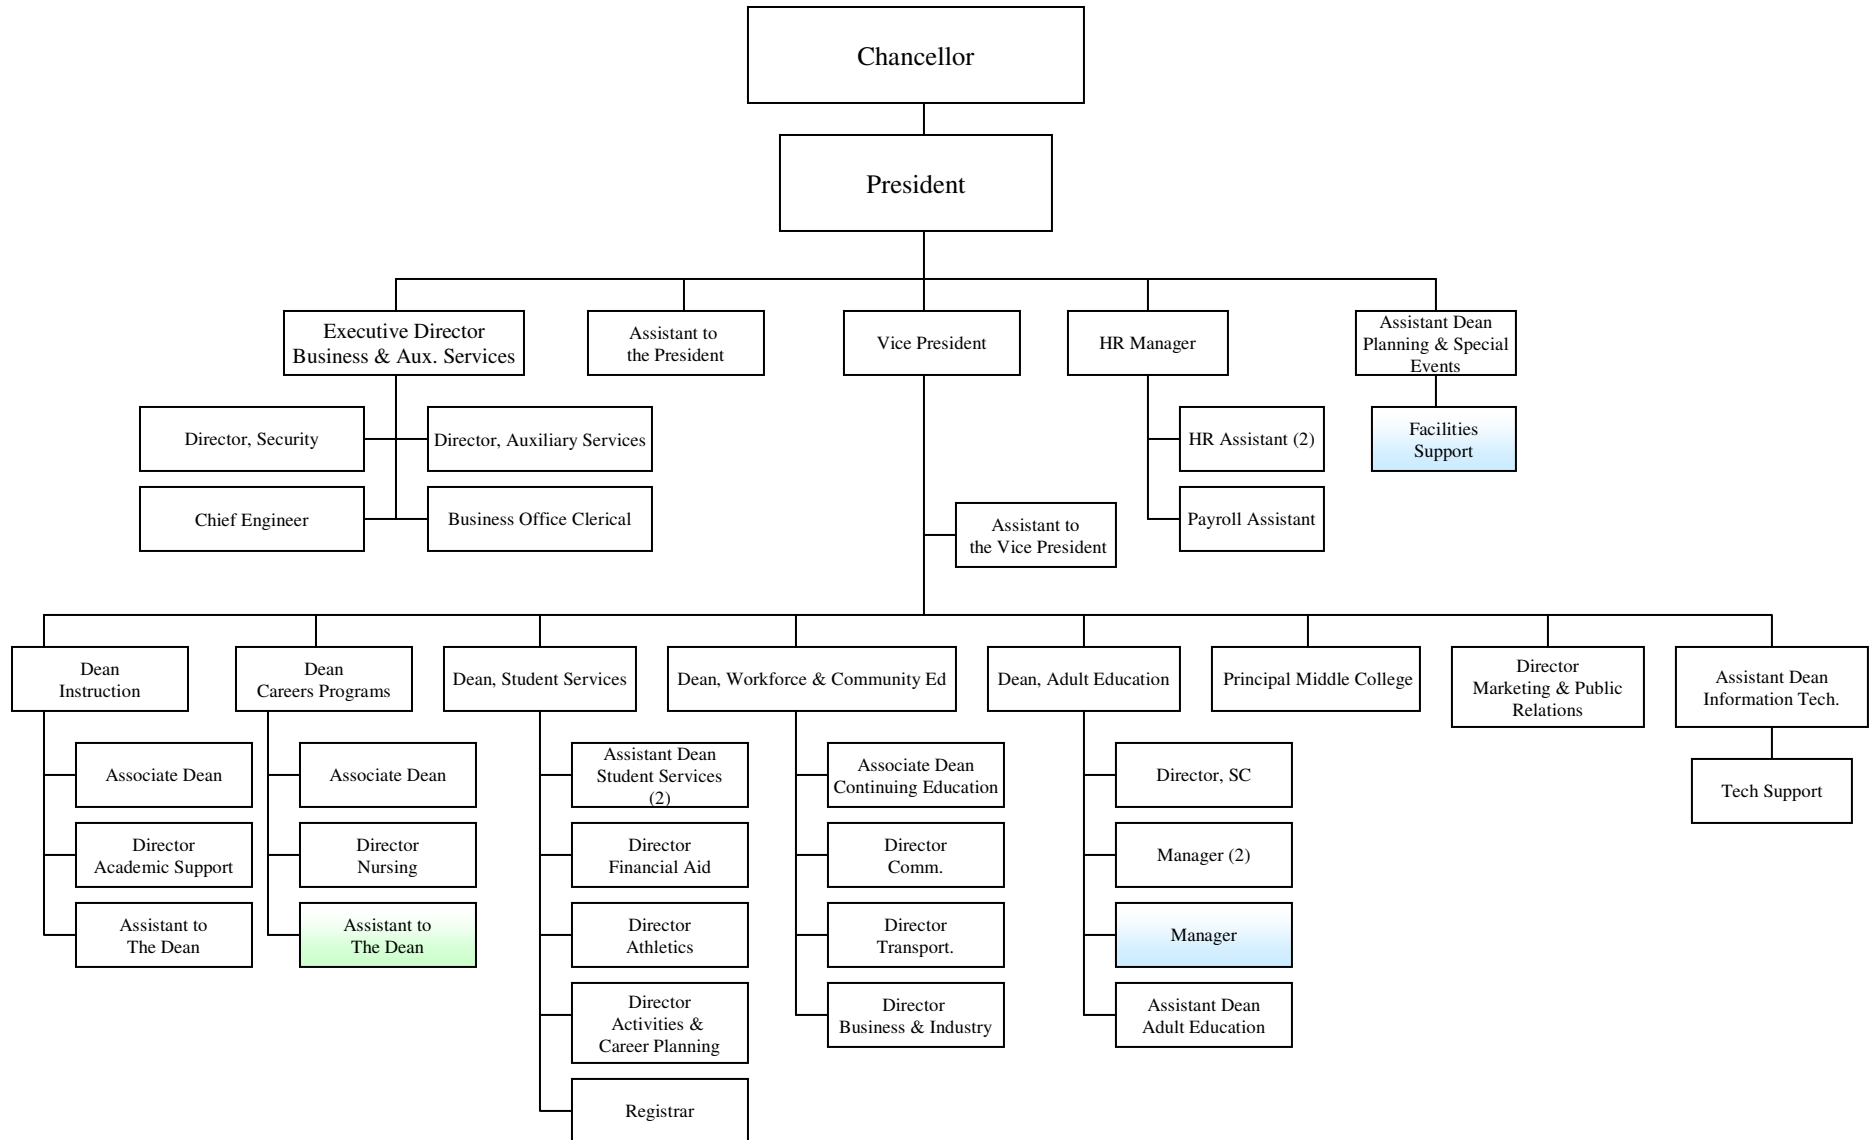 Chancellor
President
Executive Director
Business & Aux. Services
Assistant to
the President
Vice President
HR Manager
Assistant Dean
Planning & Special
Events
Director, Security
Director, Auxiliary Services
HR Assistant (2)
Facilities
Support
Chief Engineer
Business Office Clerical
Payroll Assistant
Assistant to
the Vice President
Dean
Instruction
Dean
Careers Programs
Dean, Student Services
Dean, Workforce & Community Ed
Dean, Adult Education
Principal Middle College
Director
Marketing & Public
Relations
Assistant Dean
Information Tech.
Associate Dean
Associate Dean
Assistant Dean
Student Services
(2)
Associate Dean
Continuing Education
Director, SC
Tech Support
Director
Academic Support
Director
Nursing
Director
Financial Aid
Director
Comm.
Manager (2)
Assistant to
The Dean
Assistant to
The Dean
Director
Athletics
Director
Transport.
Manager
Director
Activities &
Career Planning
Director
Business & Industry
Assistant Dean
Adult Education
Registrar